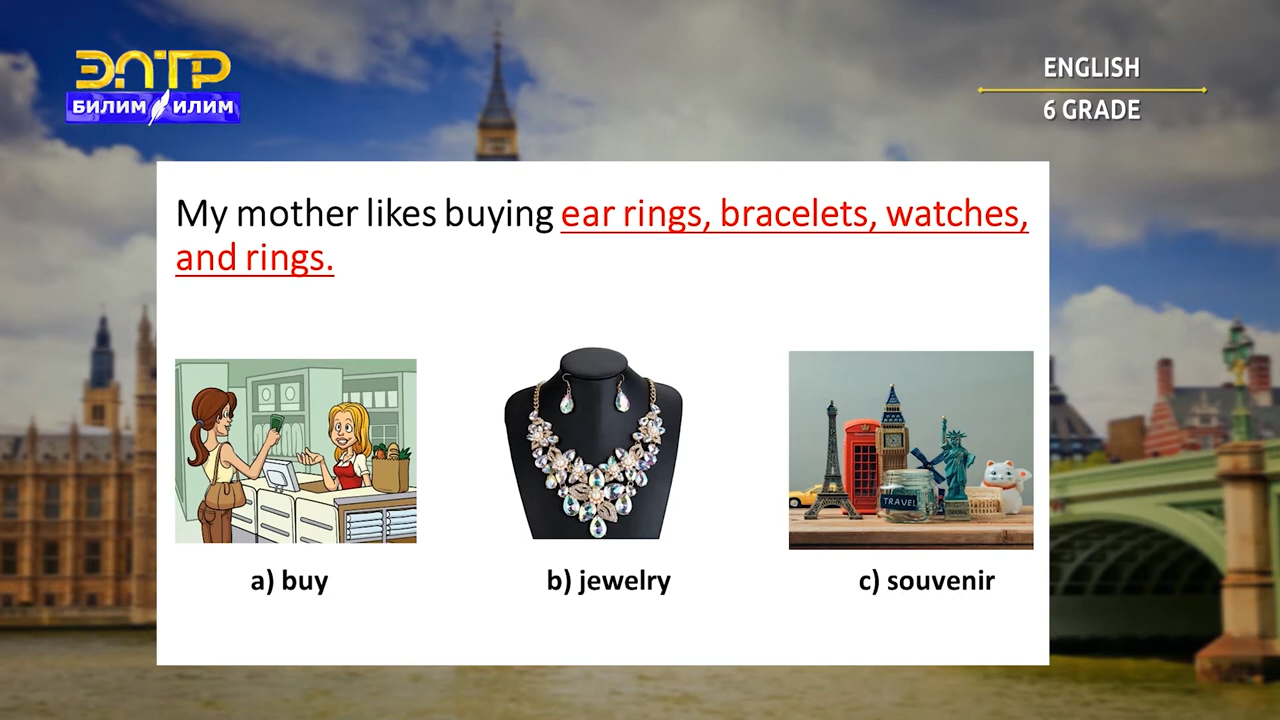 ЭЛТР
БИЛИМ ИЛИМ
ENGLISH
6 GRADE
My mother likes buying ear rings, bracelets, watches,
and rings.
TRAVEL
a) buy
b) jewelry
c) souvenir